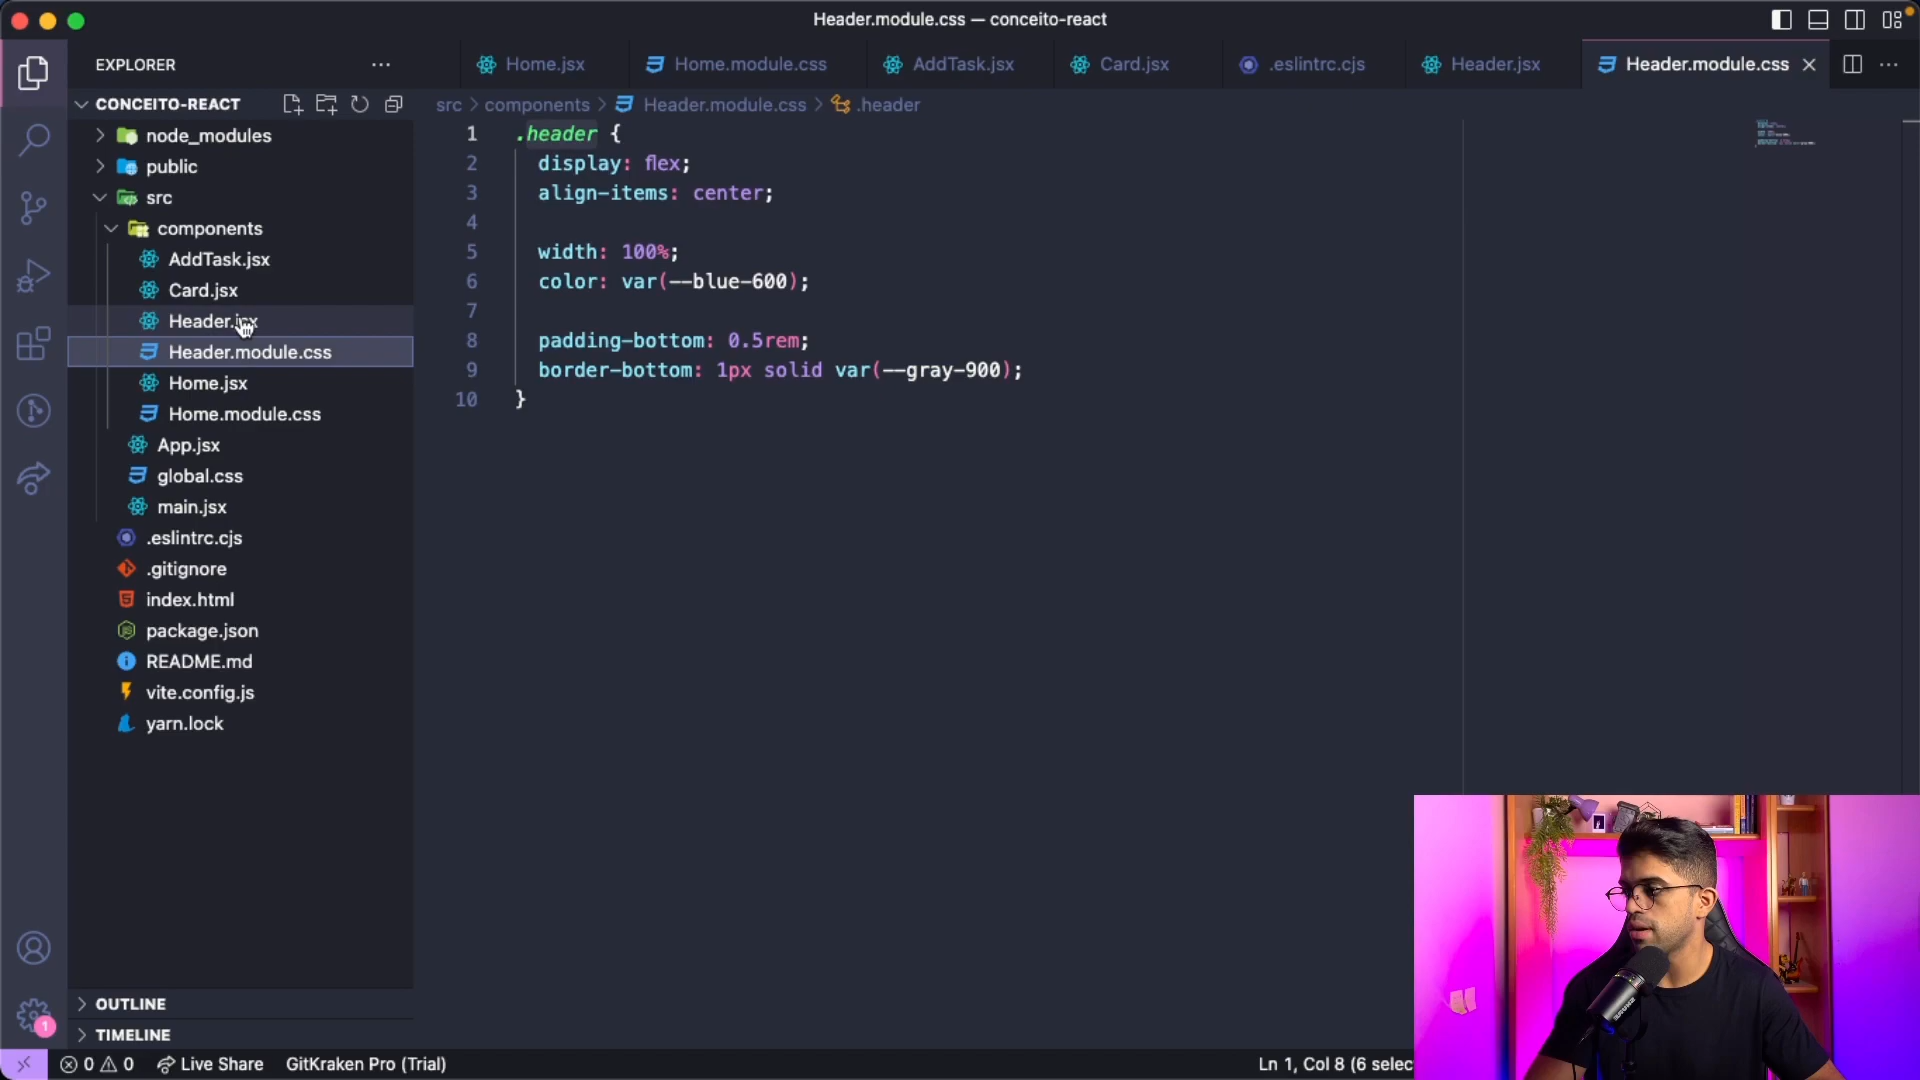 Header.module.css — conceito-react
EXPLORER
Home.jsx
Home.module.css
AddTask.jsx
Card.jsx
.eslintrc.cjs
Header.jsx
Header.module.css
CONCEITO-REACT
src > components > Header.module.css > .header
node_modules
public
src
components
AddTask.jsx
Card.jsx
Header.jsx
Header.module.css
Home.jsx
Home.module.css
App.jsx
global.css
main.jsx
.eslintrc.cjs
.gitignore
index.html
package.json
README.md
vite.config.js
yarn.lock
1 .header {
2 display: flex;
3 align-items: center;
4
5 width: 100%;
6 color: var(--blue-600);
7
8 padding-bottom: 0.5rem;
9 border-bottom: 1px solid var(--gray-900);
10 }
OUTLINE
1
TIMELINE
0 0 Live Share GitKraken Pro (Trial) Ln 1, Col 8 (6 selec